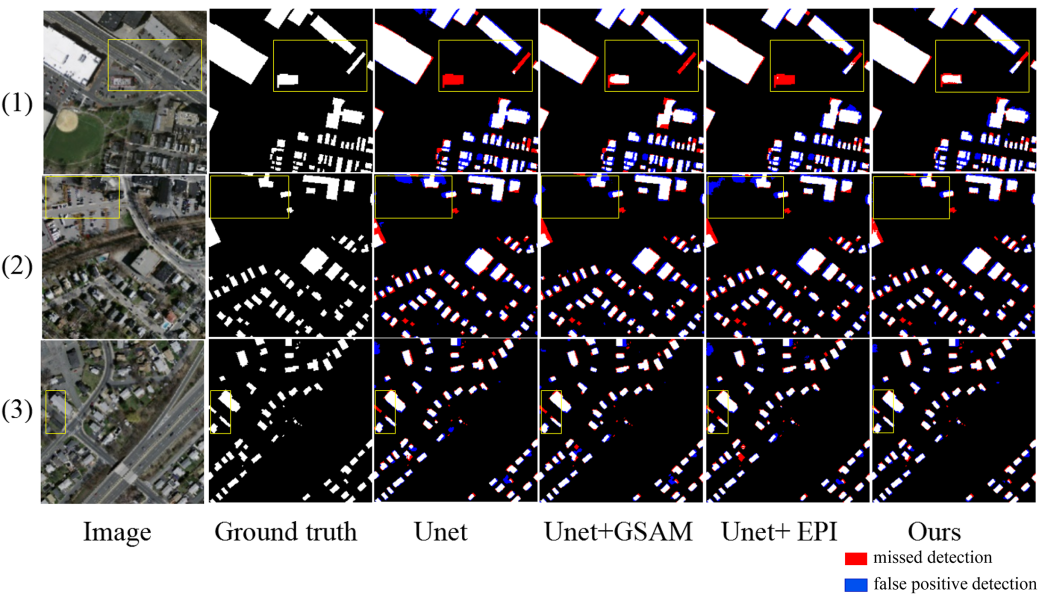 (1)
(2)
(3)
Image Ground truth Unet Unet+GSAM Unet+ EPI Ours
missed detection
false positive detection